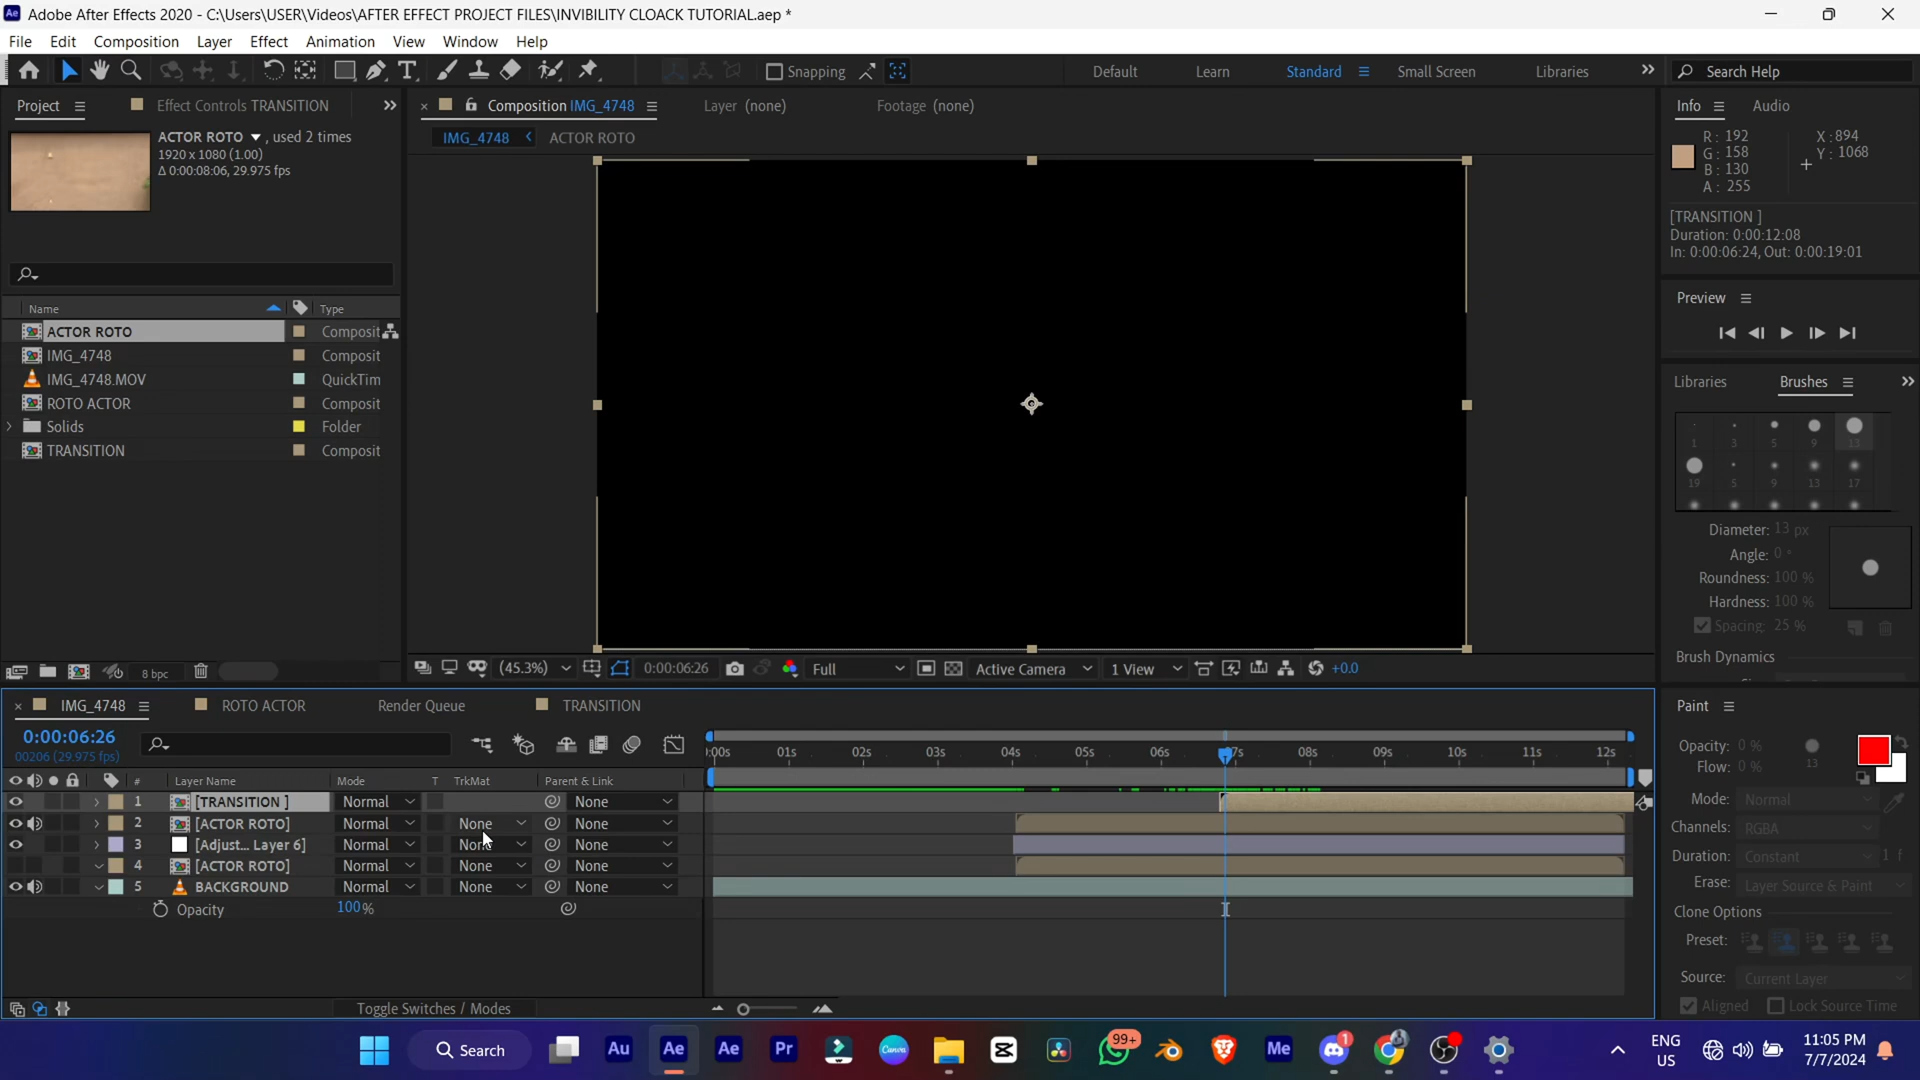 Adobe After Effects 2020 - C:\Users\USER\Videos\AFTER EFFECT PROJECT FILES\INVIBILITY CLOACK TUTORIAL.aep *
File Edit Composition Layer Effect Animation View Window Help
Snapping Default Learn Standard Small Screen Libraries Search Help
Project Effect Controls TRANSITION Composition IMG_4748 Layer (none) Footage (none) Info Audio
ACTOR ROTO , used 2 times
1920 x 1080 (1.00)
Δ 0:00:08:06, 29.975 fps
IMG_4748 ACTOR ROTO
R: 192 X: 894
G: 158 Y: 1068
B: 130
A: 255
[TRANSITION ]
Duration: 0:00:12:08
In: 0:00:06:24, Out: 0:00:19:01
Name Type
ACTOR ROTO Composit
IMG_4748 Composit
IMG_4748.MOV QuickTim
ROTO ACTOR Composit
Solids Folder
TRANSITION Composit
Preview
Libraries Brushes
1 3 5 9 13
19 5 9 13 17
Diameter: 13 px
Angle: 0°
Roundness: 100 %
Hardness: 100 %
Spacing: 25 %
Brush Dynamics
8 bpc
(45.3%) 0:00:06:26 Full Active Camera 1 View +0.0
IMG_4748 ROTO ACTOR Render Queue TRANSITION
0:00:06:26
00206 (29.975 fps)
:00s 01s 02s 03s 04s 05s 06s 7s 08s 09s 10s 11s 12s
# Layer Name Mode T TrkMat Parent & Link
1 [TRANSITION ] Normal None
2 [ACTOR ROTO] Normal None None
3 [Adjust... Layer 6] Normal None None
4 [ACTOR ROTO] Normal None None
5 BACKGROUND Normal None None
Opacity 100%
Toggle Switches / Modes
Paint
Opacity: 0 %
Flow: 0 % 13
Mode: Normal
Channels: RGBA
Duration: Constant 1 f
Erase: Layer Source & Paint
Clone Options
Preset:
Source: Current Layer
Aligned Lock Source Time
Search Au Ae Ae Pr Canva 99+ Me 1
ENG
US
11:05 PM
7/7/2024